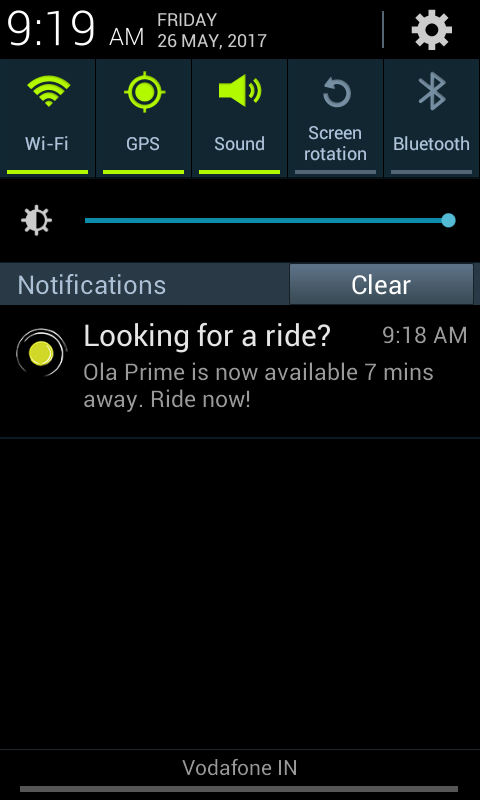 9:19 AM
FRIDAY
26 MAY, 2017
Wi-Fi
GPS
Sound
Screen
rotation
Bluetooth
Notifications
Clear
Looking for a ride?
9:18 AM
Ola Prime is now available 7 mins
away. Ride now!
Vodafone IN